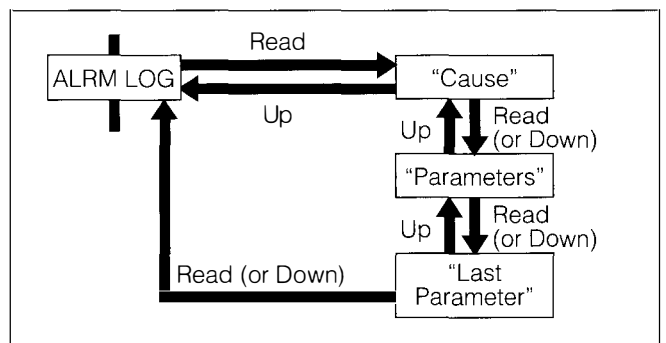 Read
ALRM LOG
“Cause”
Up
Up
Read
(or Down)
“Parameters”
Up
Read
(or Down)
Read (or Down)
“Last
Parameter”